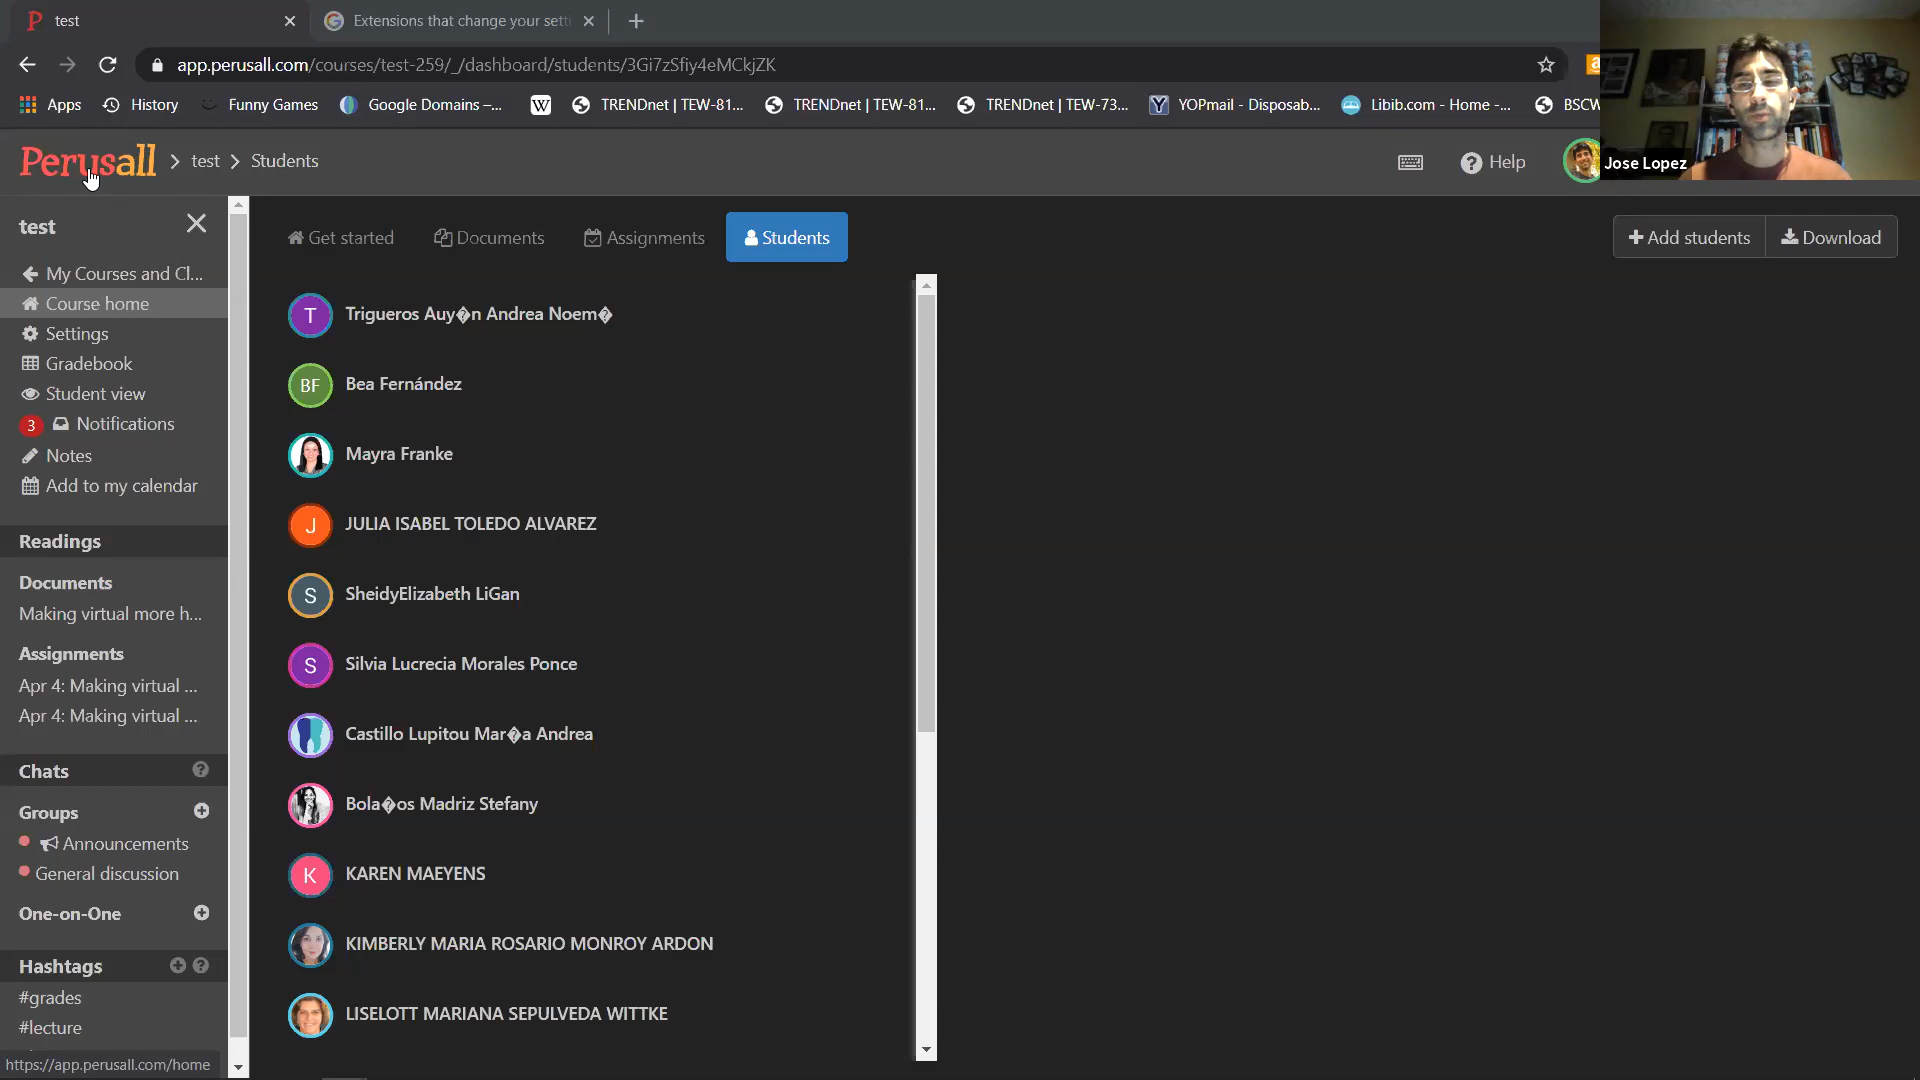 test
Extensions that change your sett
app.perusall.com/courses/test-259/_/dashboard/students/3Gi7zSfiy4eMCkjZK
Apps
History
Funny Games
Google Domains –...
W
TRENDnet | TEW-81...
TRENDnet | TEW-81...
TRENDnet | TEW-73...
YOPmail - Disposab...
Libib.com - Home -...
BSCW
Perusall
test
Students
Help
Jose Lopez
test
My Courses and Cl...
Course home
Settings
Gradebook
Student view
3 Notifications
Notes
Add to my calendar
Readings
Documents
Making virtual more h...
Assignments
Apr 4: Making virtual ...
Apr 4: Making virtual ...
Chats
Groups
Announcements
General discussion
One-on-One
Hashtags
#grades
#lecture
https://app.perusall.com/home
Get started
Documents
Assignments
Students
Add students
Download
T Trigueros Auy�n Andrea Noem�
BF Bea Fernández
Mayra Franke
J JULIA ISABEL TOLEDO ALVAREZ
S SheidyElizabeth LiGan
S Silvia Lucrecia Morales Ponce
Castillo Lupitou Mar�a Andrea
Bola�os Madriz Stefany
K KAREN MAEYENS
KIMBERLY MARIA ROSARIO MONROY ARDON
LISELOTT MARIANA SEPULVEDA WITTKE